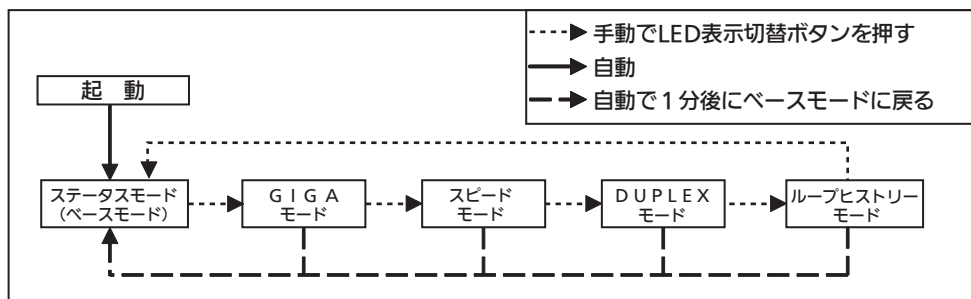 手動でLED表示切替ボタンを押す
自動
自動で1分後にベースモードに戻る
起 動
ステータスモード
(ベースモード)
GIGA
モード
スピード
モード
DUPLEX
モード
ループヒストリー
モード